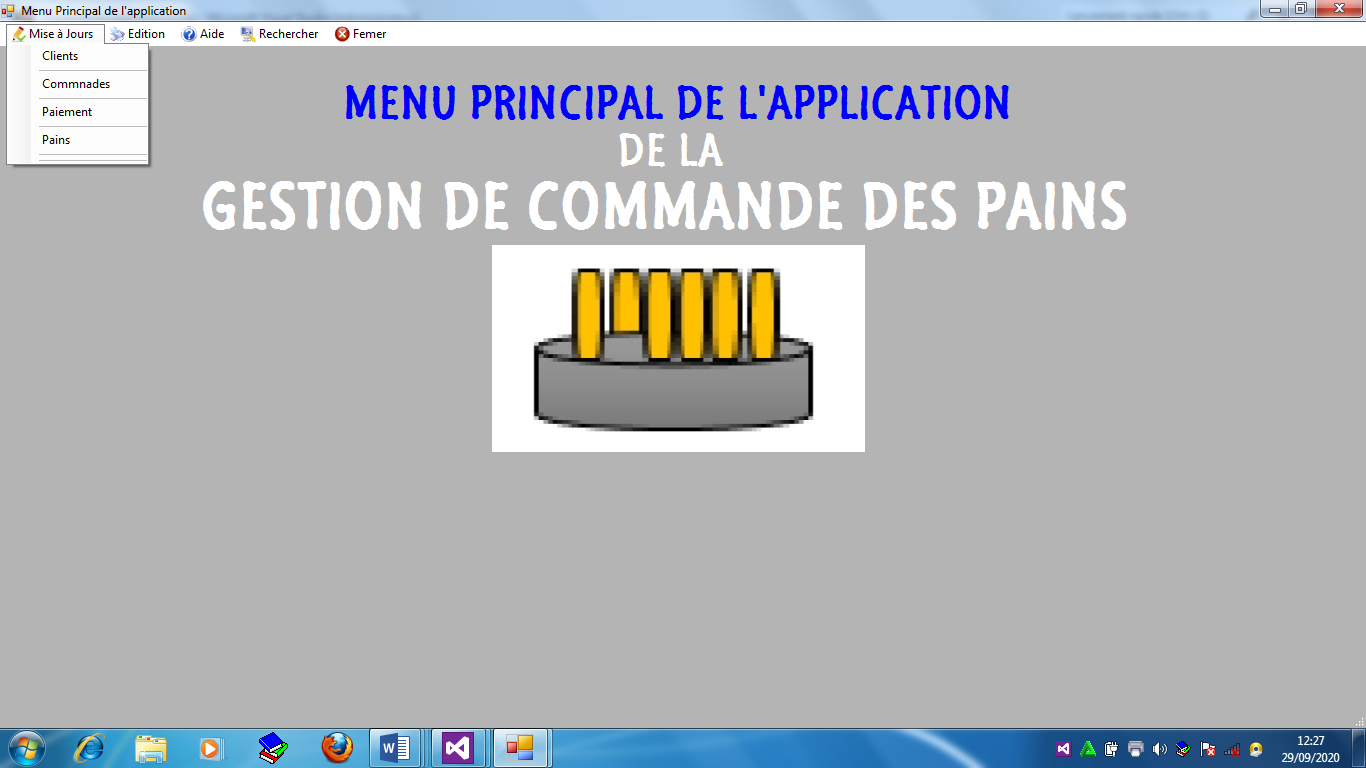 Menu Principal de l'application
Mise à Jours Edition Aide Rechercher Femer
Clients
Commnades
Paiement
Pains
MENU PRINCIPAL DE L'APPLICATION
DE LA
GESTION DE COMMANDE DES PAINS
12:27
29/09/2020